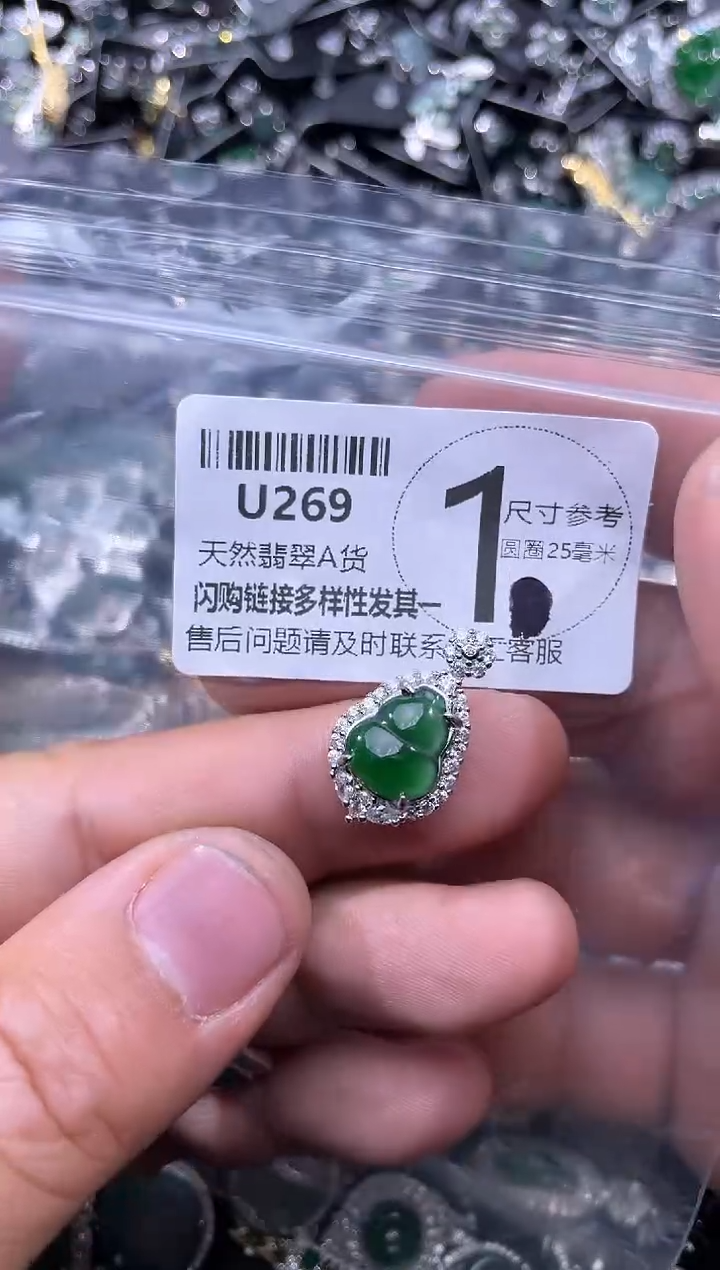 U269
天然翡翠A货
闪购链接多样性发其一
售后问题请及时联系 客服
1.
尺寸参考
圆圈25毫米